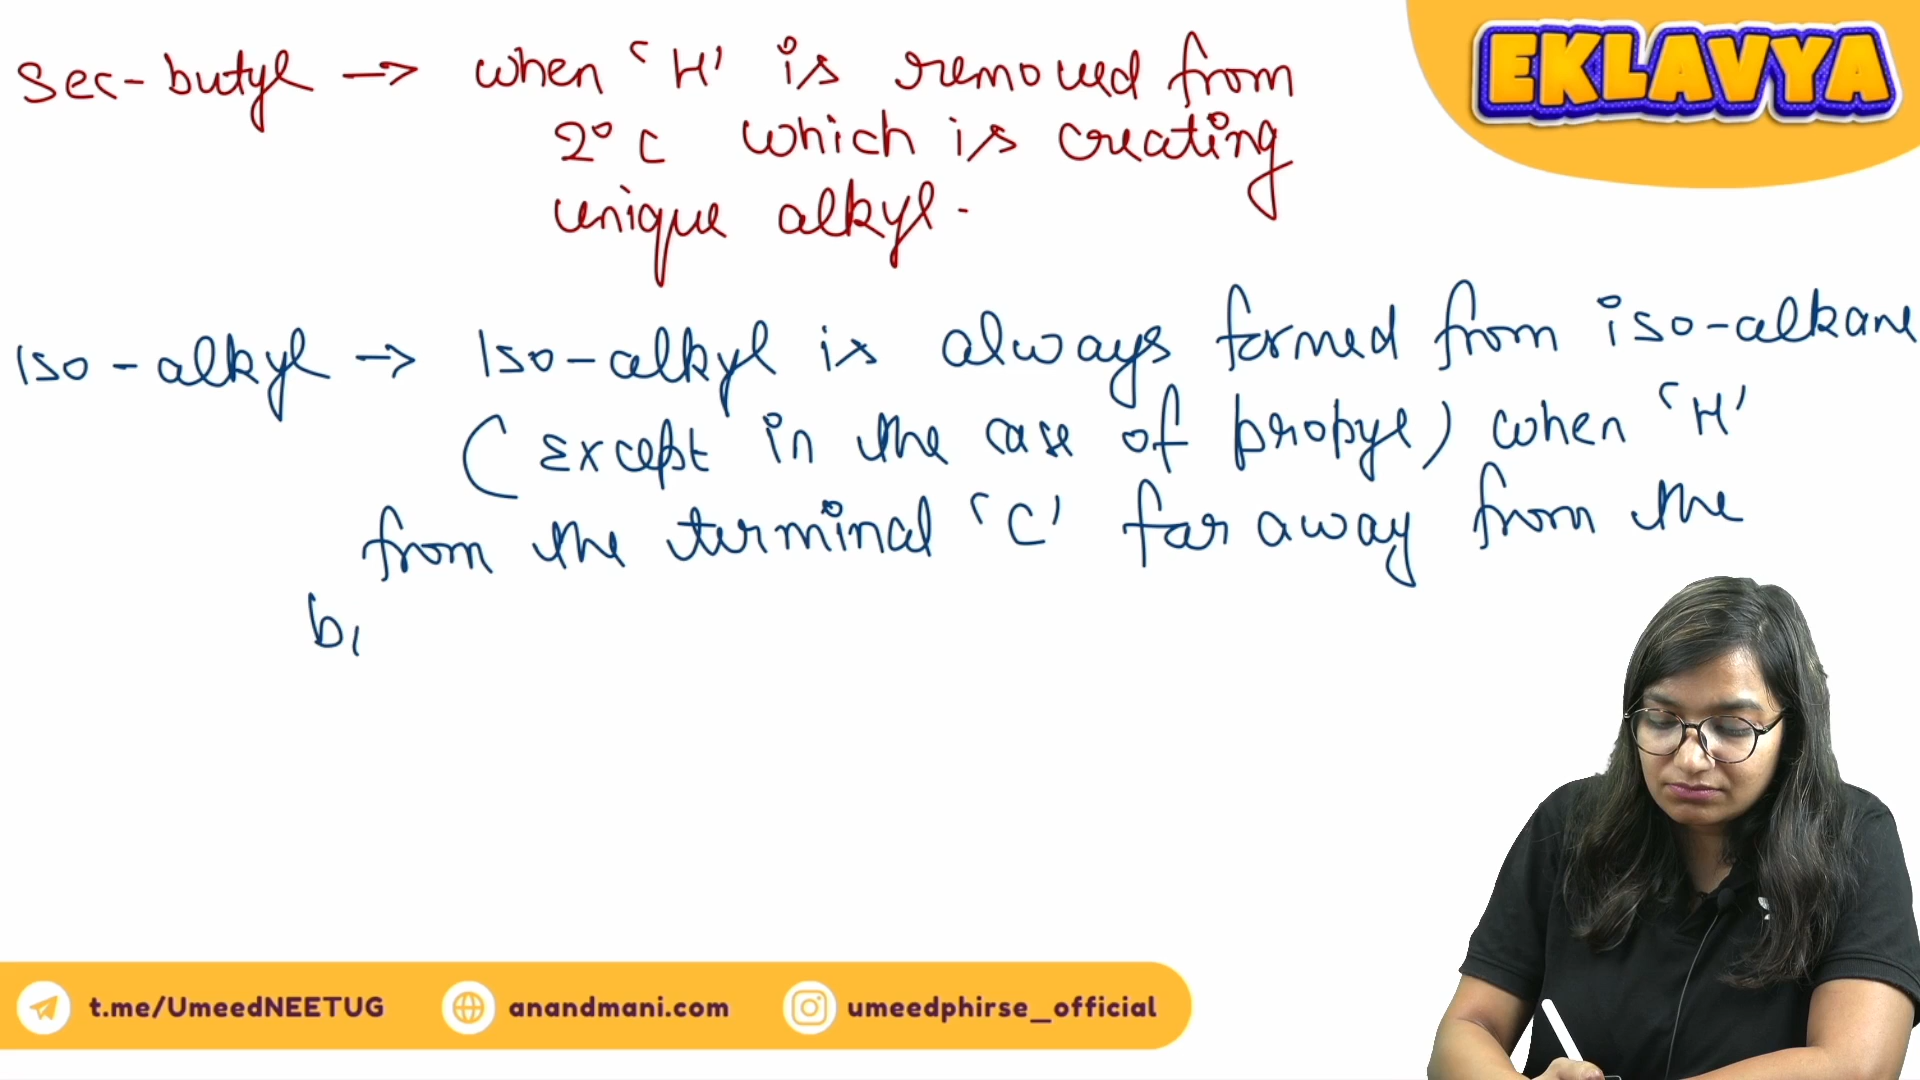 EKLAVYA
Sec-butyl → when 'H' is removed from
2° C which is creating
unique alkyl.
Iso-alkyl → Iso-alkyl is always formed from iso-alkane
(Except in the case of propyl) when 'H'
from the terminal 'C' far away from the
t.me/UmeedNEETUG anandmani.com umeedphirse_official